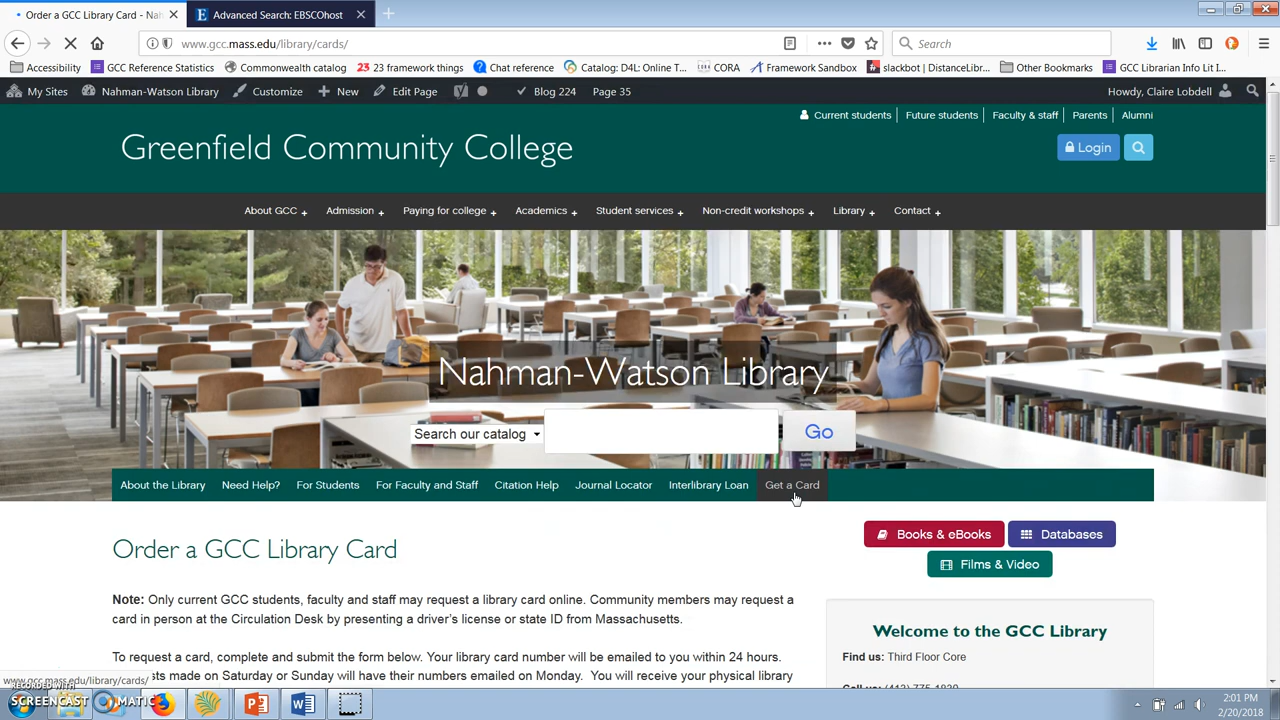 Order a GCC Library Card - Nah
Advanced Search: EBSCOhost
www.gcc.mass.edu/library/cards/
Search
Accessibility
GCC Reference Statistics
Commonwealth catalog
23 framework things
Chat reference
Catalog: D4L: Online T...
CORA
Framework Sandbox
slackbot | DistanceLibr...
Other Bookmarks
GCC Librarian Info Lit I...
My Sites
Nahman-Watson Library
Customize
New
Edit Page
Blog 224
Page 35
Howdy, Claire Lobdell
Current students
Future students
Faculty & staff
Parents
Alumni
Greenfield Community College
Login
About GCC +
Admission +
Paying for college +
Academics +
Student services +
Non-credit workshops +
Library +
Contact +
Nahman-Watson Library
Search our catalog
Go
About the Library
Need Help?
For Students
For Faculty and Staff
Citation Help
Journal Locator
Interlibrary Loan
Get a Card
Order a GCC Library Card
Books & eBooks
Databases
Films & Video
Note: Only current GCC students, faculty and staff may request a library card online. Community members may request a
card in person at the Circulation Desk by presenting a driver's license or state ID from Massachusetts.
To request a card, complete and submit the form below. Your library card number will be emailed to you within 24 hours.
sts made on Saturday or Sunday will have their numbers emailed on Monday. You will receive your physical library
Welcome to the GCC Library
Find us: Third Floor Core
www.gcc.mass.edu/library/cards/
RECORDED WITH
SCREENCAST MATIC
2:01 PM
2/20/2018